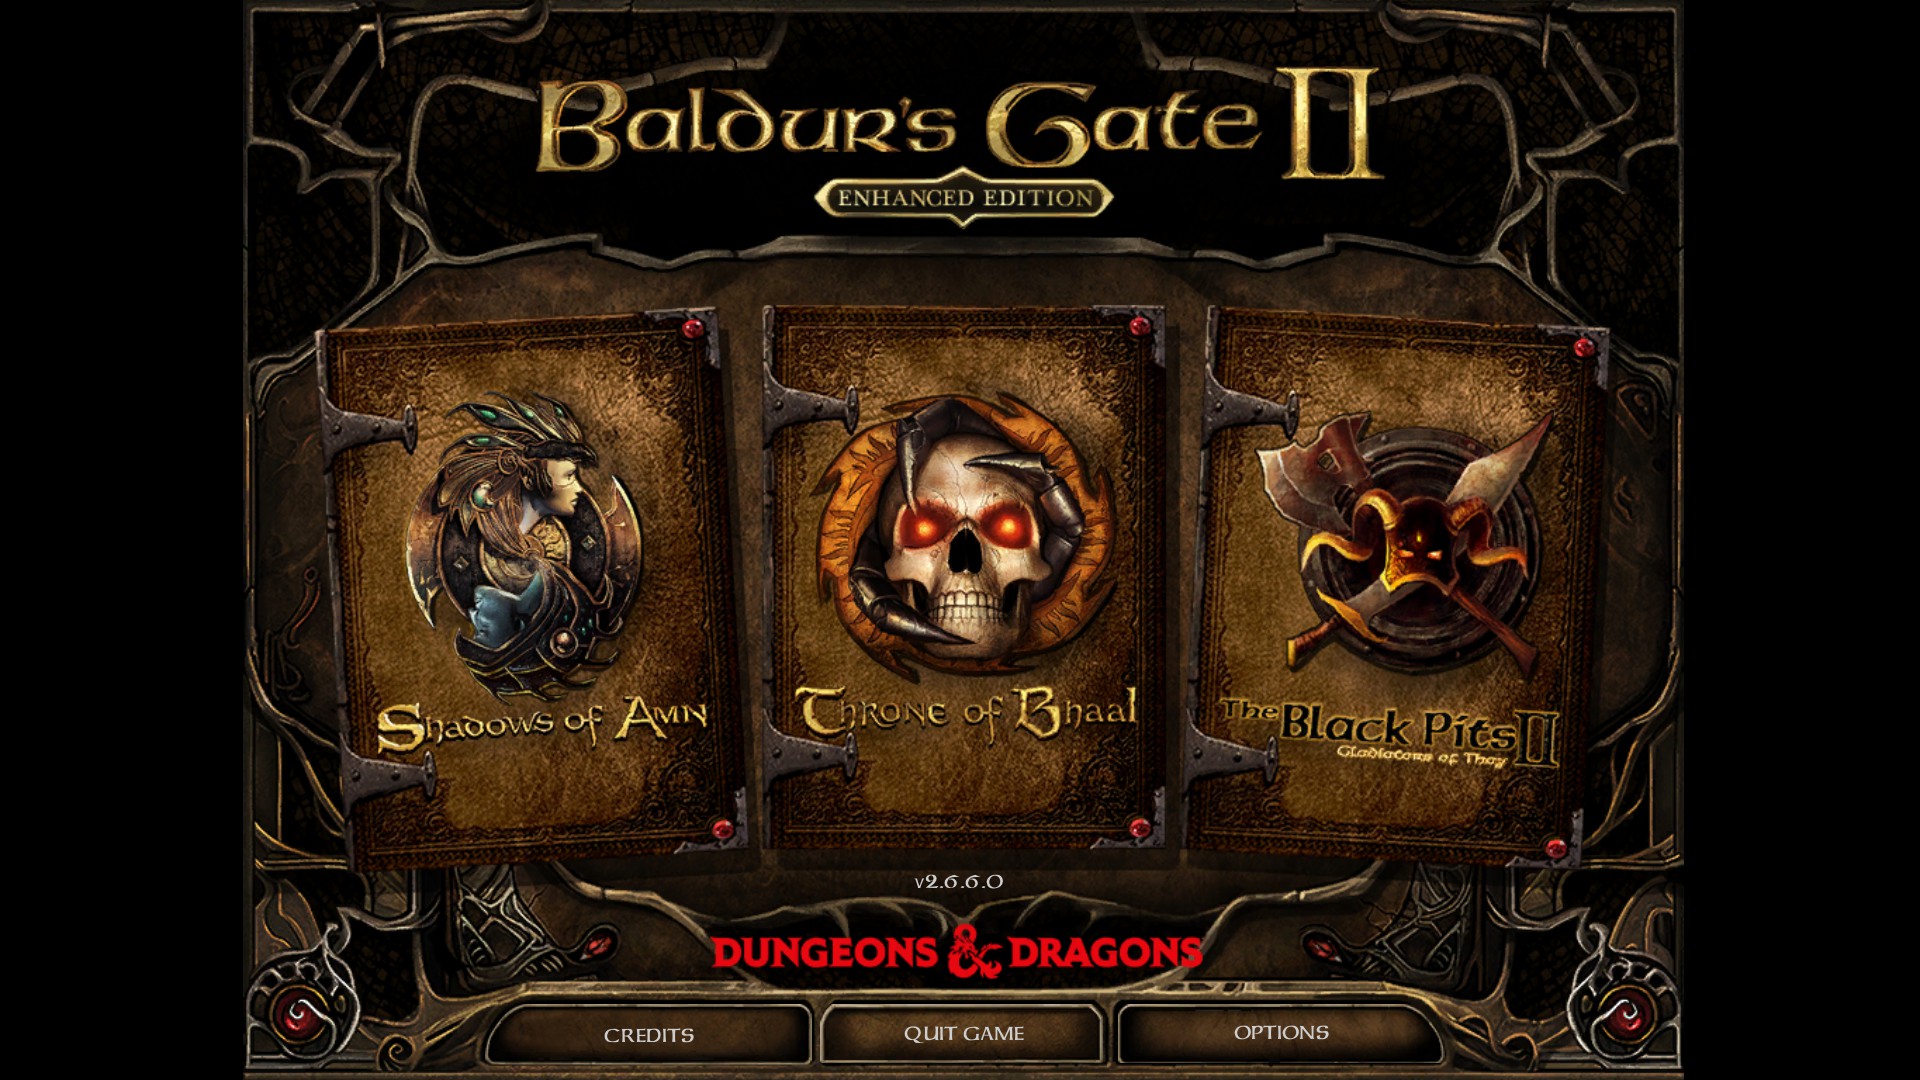 Baldur's Gate II
ENHANCED EDITION
Shadows of Amn
Throne of Bhaal
The Black Pits II
Gladiators of Thay
v2.6.6.0
DUNGEONS & DRAGONS
CREDITS
QUIT GAME
OPTIONS